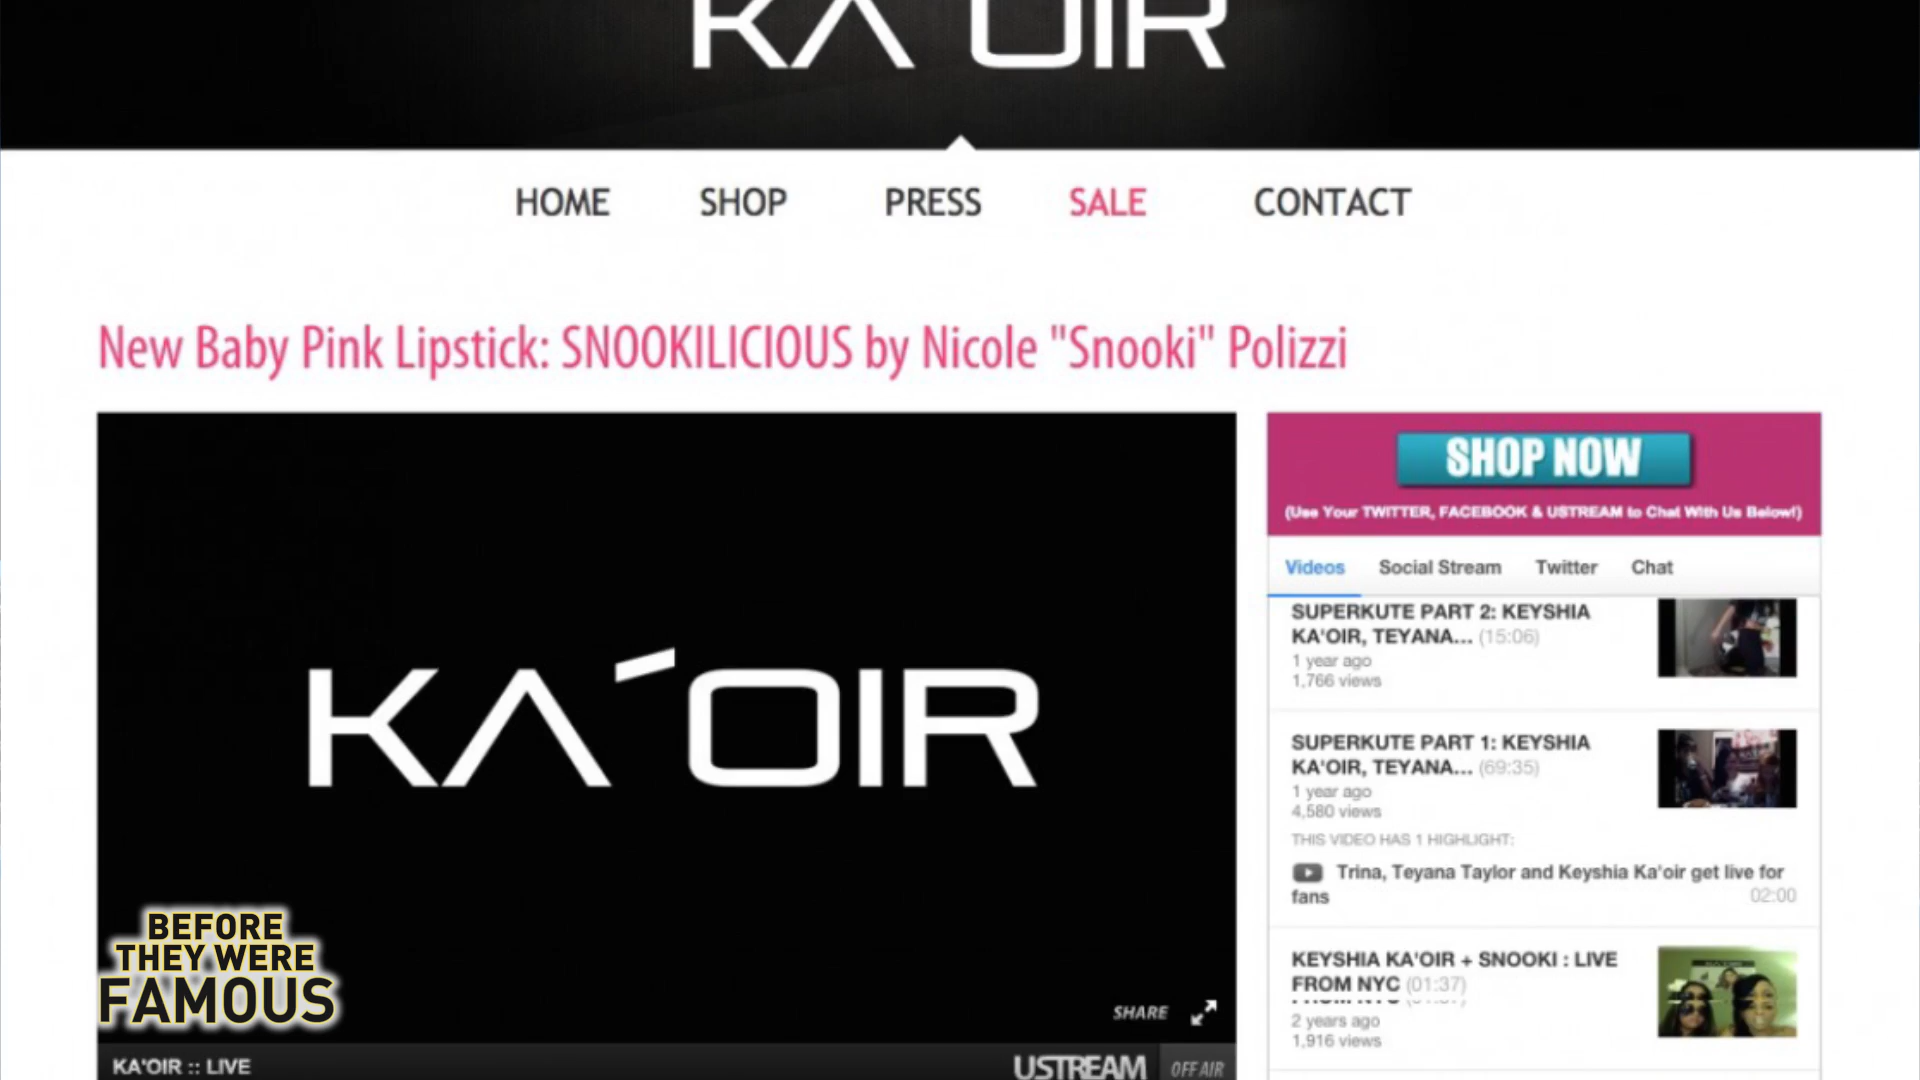 KA´OIR
HOME SHOP PRESS SALE CONTACT
New Baby Pink Lipstick: SNOOKILICIOUS by Nicole "Snooki" Polizzi
KA´OIR
SHARE
KA'OIR :: LIVE
USTREAM
OFF AIR
BEFORE
THEY WERE
FAMOUS
SHOP NOW
(Use Your TWITTER, FACEBOOK & USTREAM to Chat With Us Below!)
Videos Social Stream Twitter Chat
SUPERKUTE PART 2: KEYSHIA
KA'OIR, TEYANA... (15:06)
1 year ago
1,766 views
SUPERKUTE PART 1: KEYSHIA
KA'OIR, TEYANA... (69:35)
1 year ago
4,580 views
THIS VIDEO HAS 1 HIGHLIGHT:
Trina, Teyana Taylor and Keyshia Ka'oir get live for
fans
02:00
KEYSHIA KA'OIR + SNOOKI : LIVE
FROM NYC (01:37)
2 years ago
1,916 views